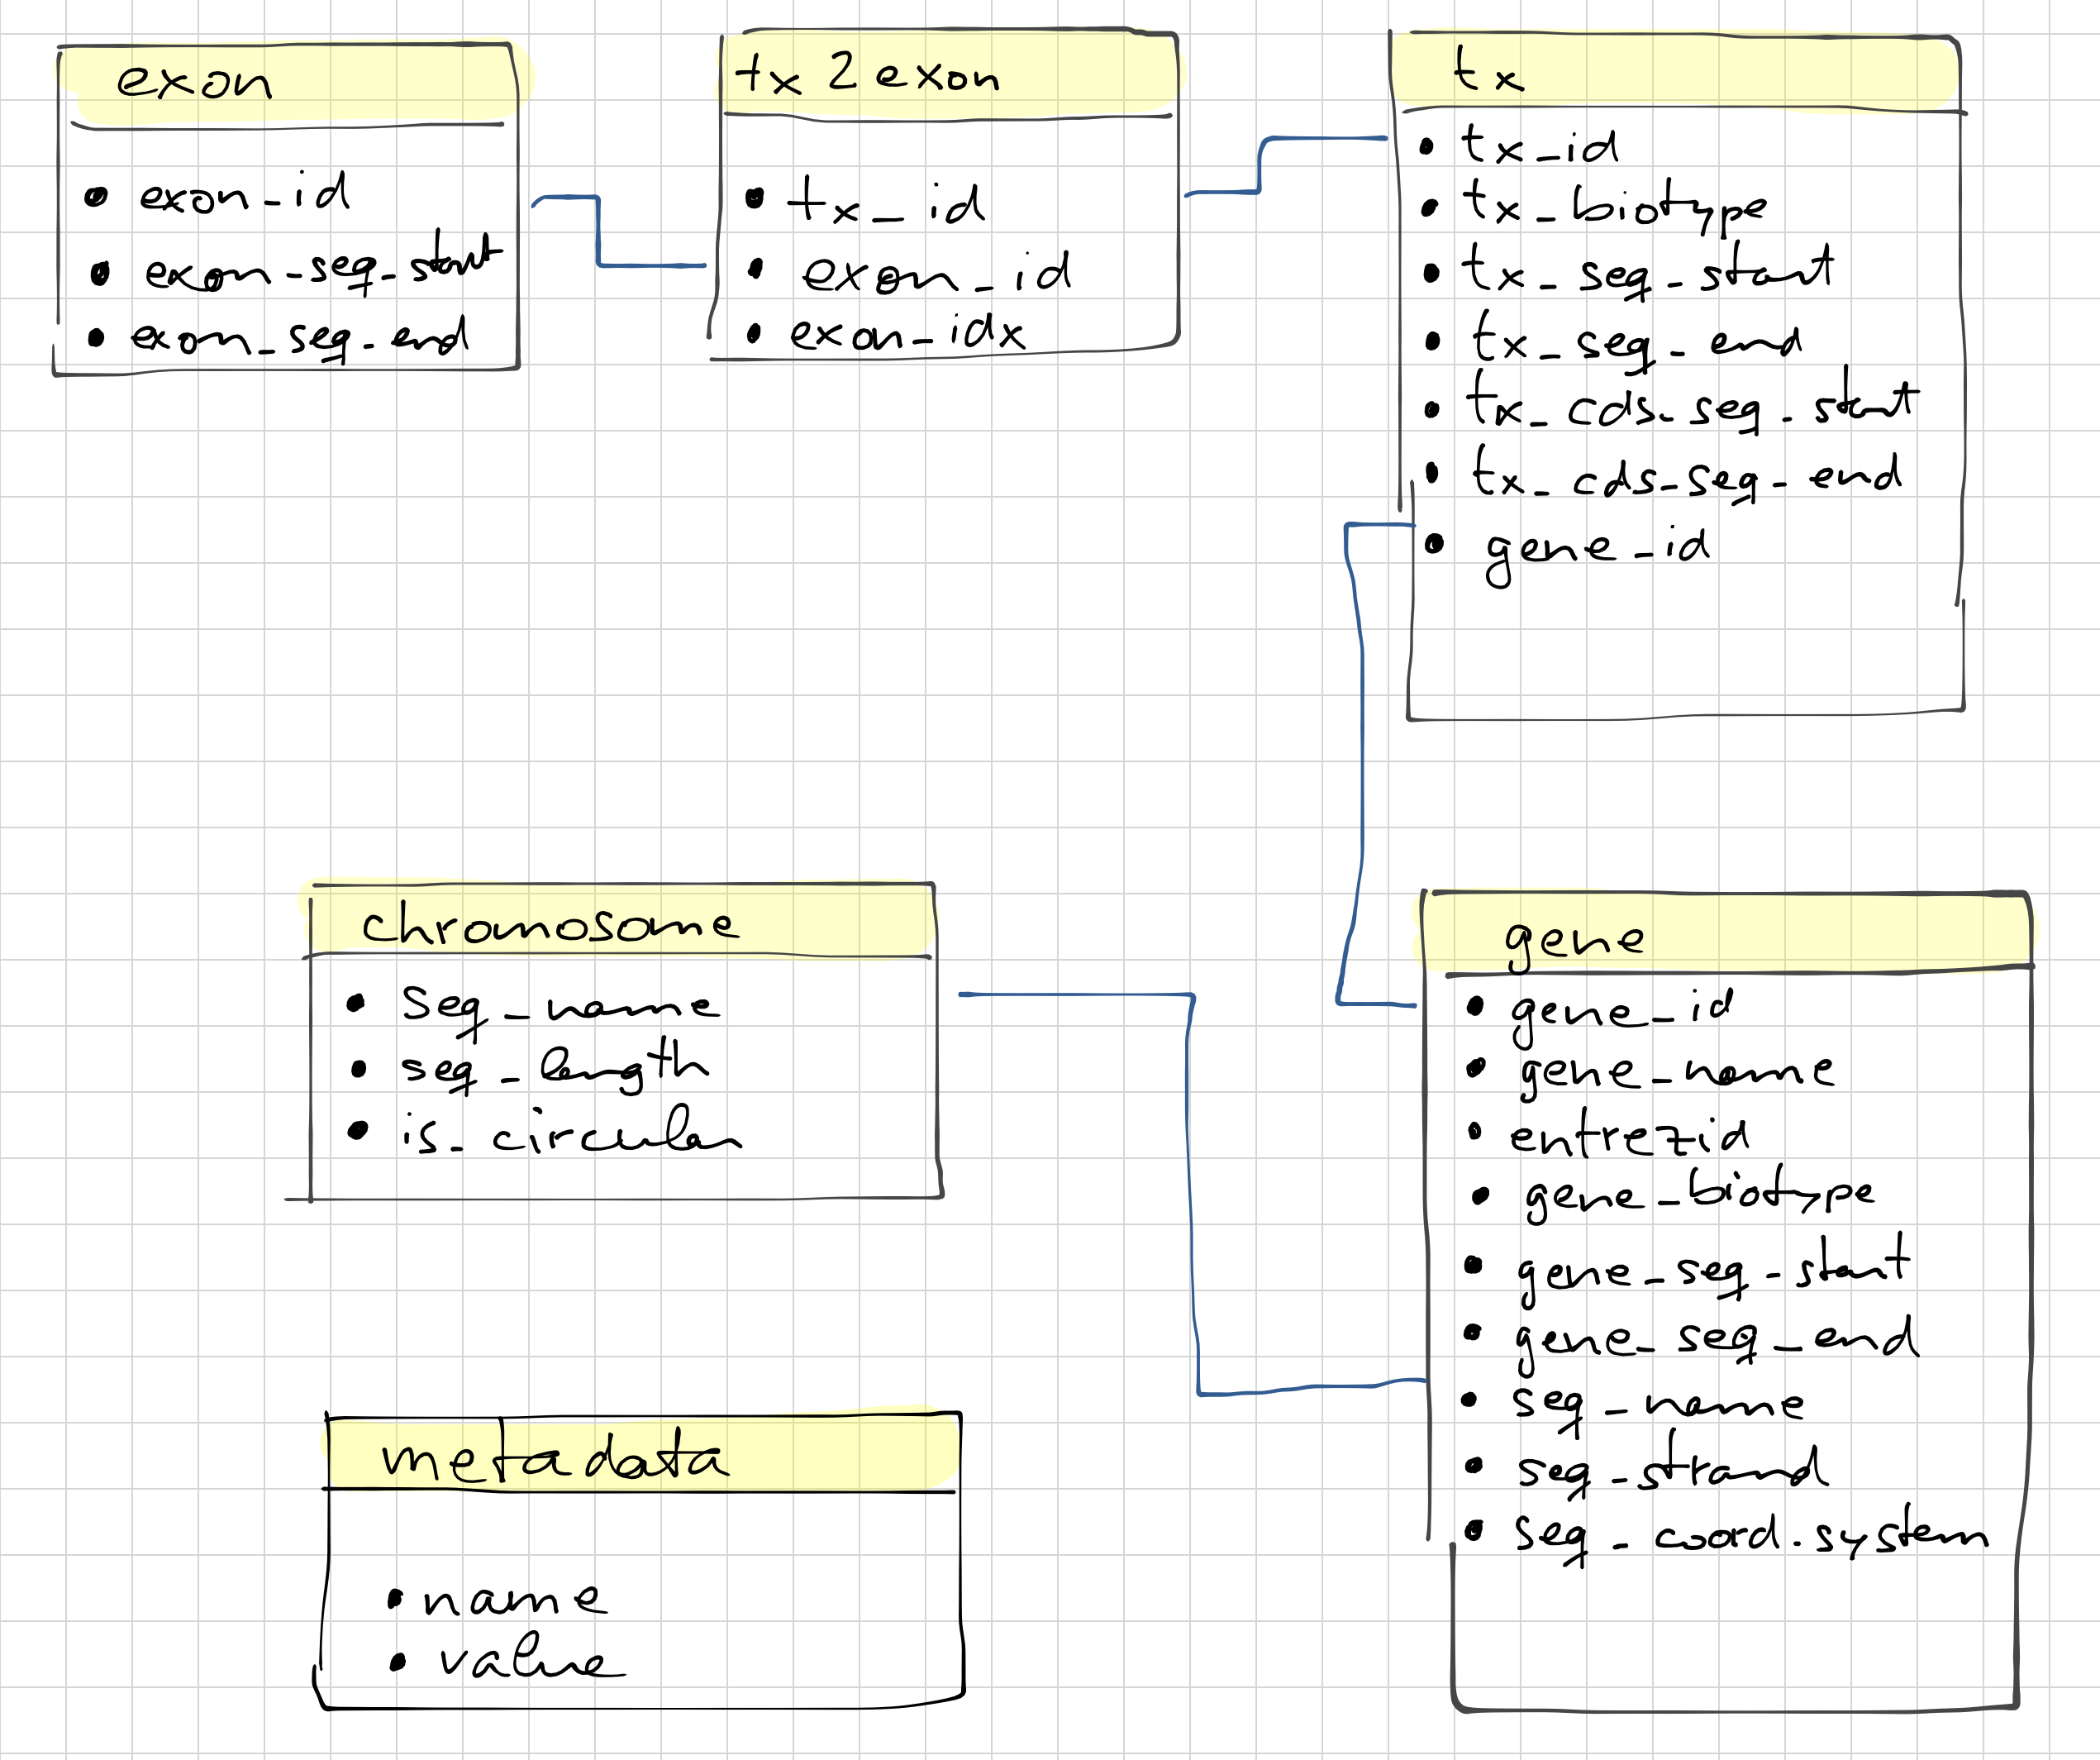 exon
exon_id
exon_seq_start
exon_seq_end
tx2exon
tx_id
exon_id
exon_idx
tx
tx_id
tx_biotype
tx_seq_start
tx_seq_end
tx_cds_seq_start
tx_cds_seq_end
gene_id
chromosome
seq_name
seq_length
is_circular
gene
gene_id
gene_name
entrezid
gene_biotype
gene_seq_start
gene_seq_end
seq_name
seq_strand
seq_coord_system
metadata
name
value